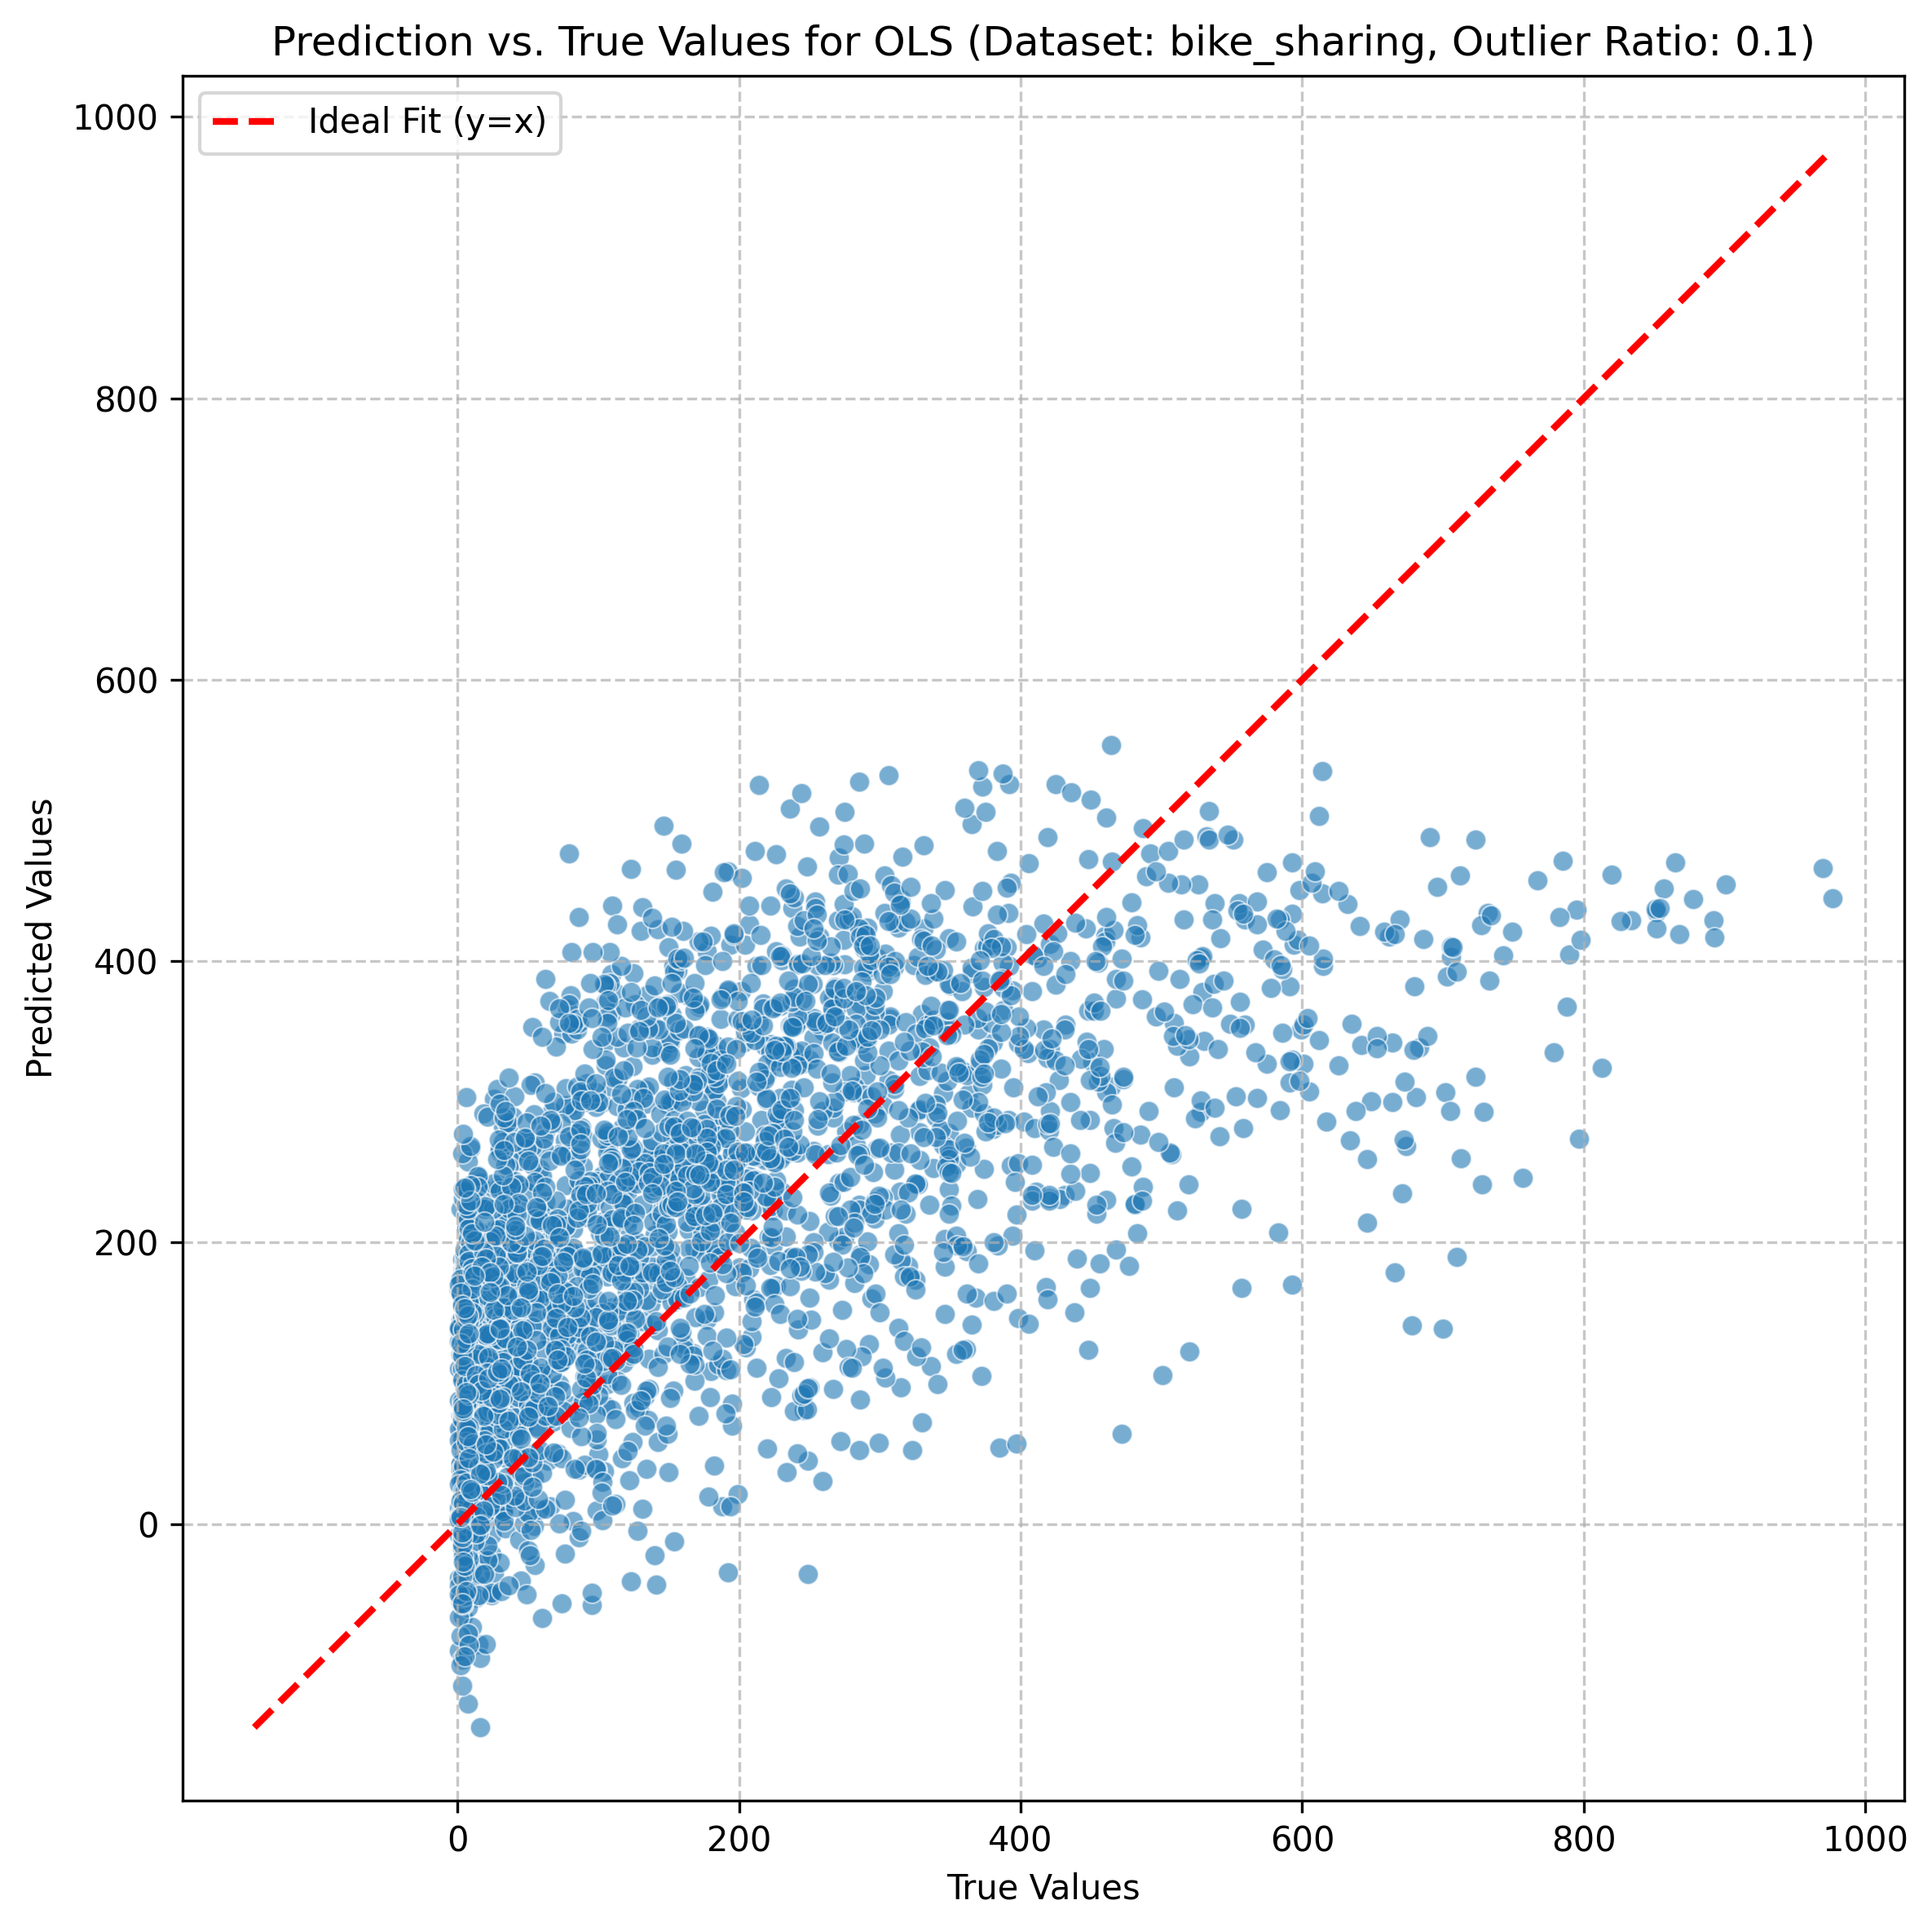 Prediction vs. True Values for OLS (Dataset: bike_sharing, Outlier Ratio: 0.1)
Ideal Fit (y=x)
1000
800
600
400
200
0
Predicted Values
0 200 400 600 800 1000
True Values